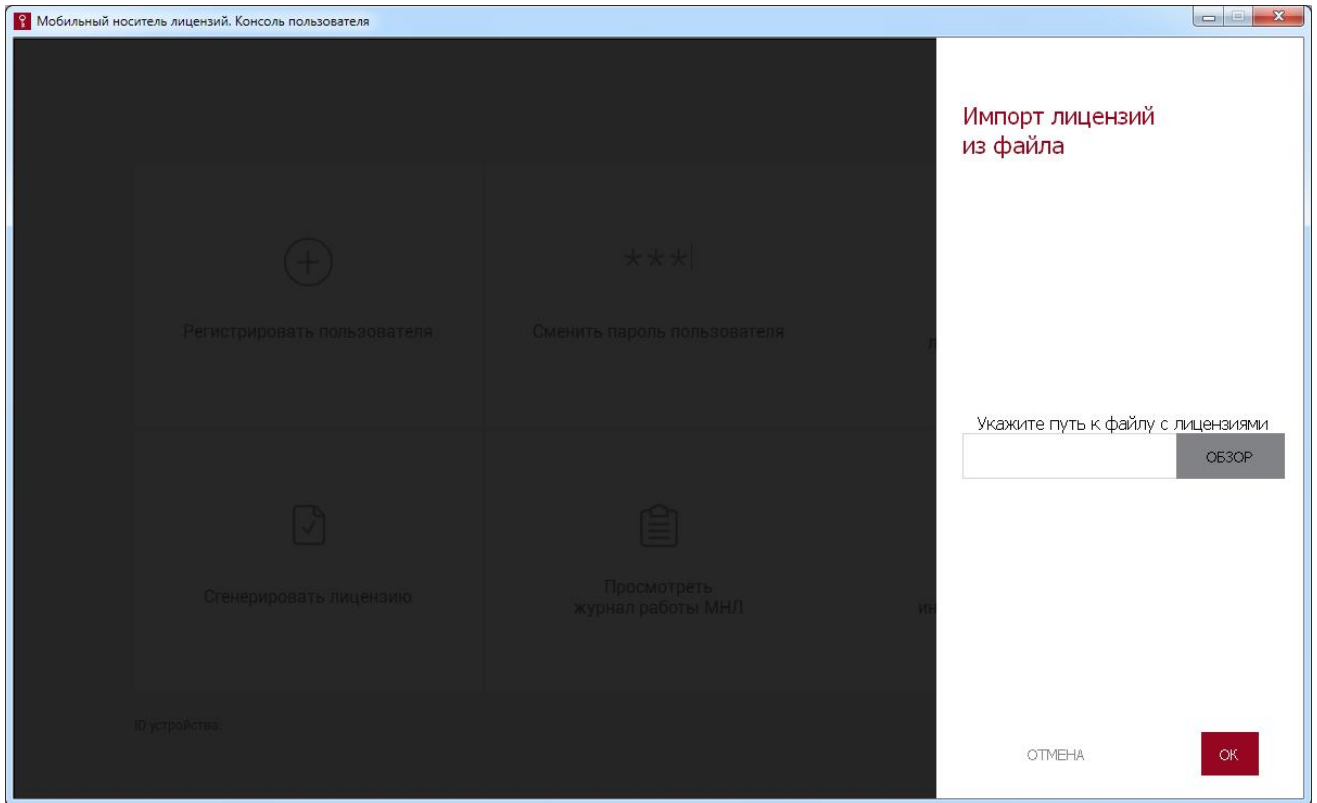 Мобильный носитель лицензий. Консоль пользователя
Импорт лицензий
из файла
***
Регистрировать пользователя
Сменить пароль пользователя
Укажите путь к файлу с лицензиями
ОБЗОР
Сгенерировать лицензию
Просмотреть
журнал работы МНЛ
ID устройства:
ОТМЕНА
ОК